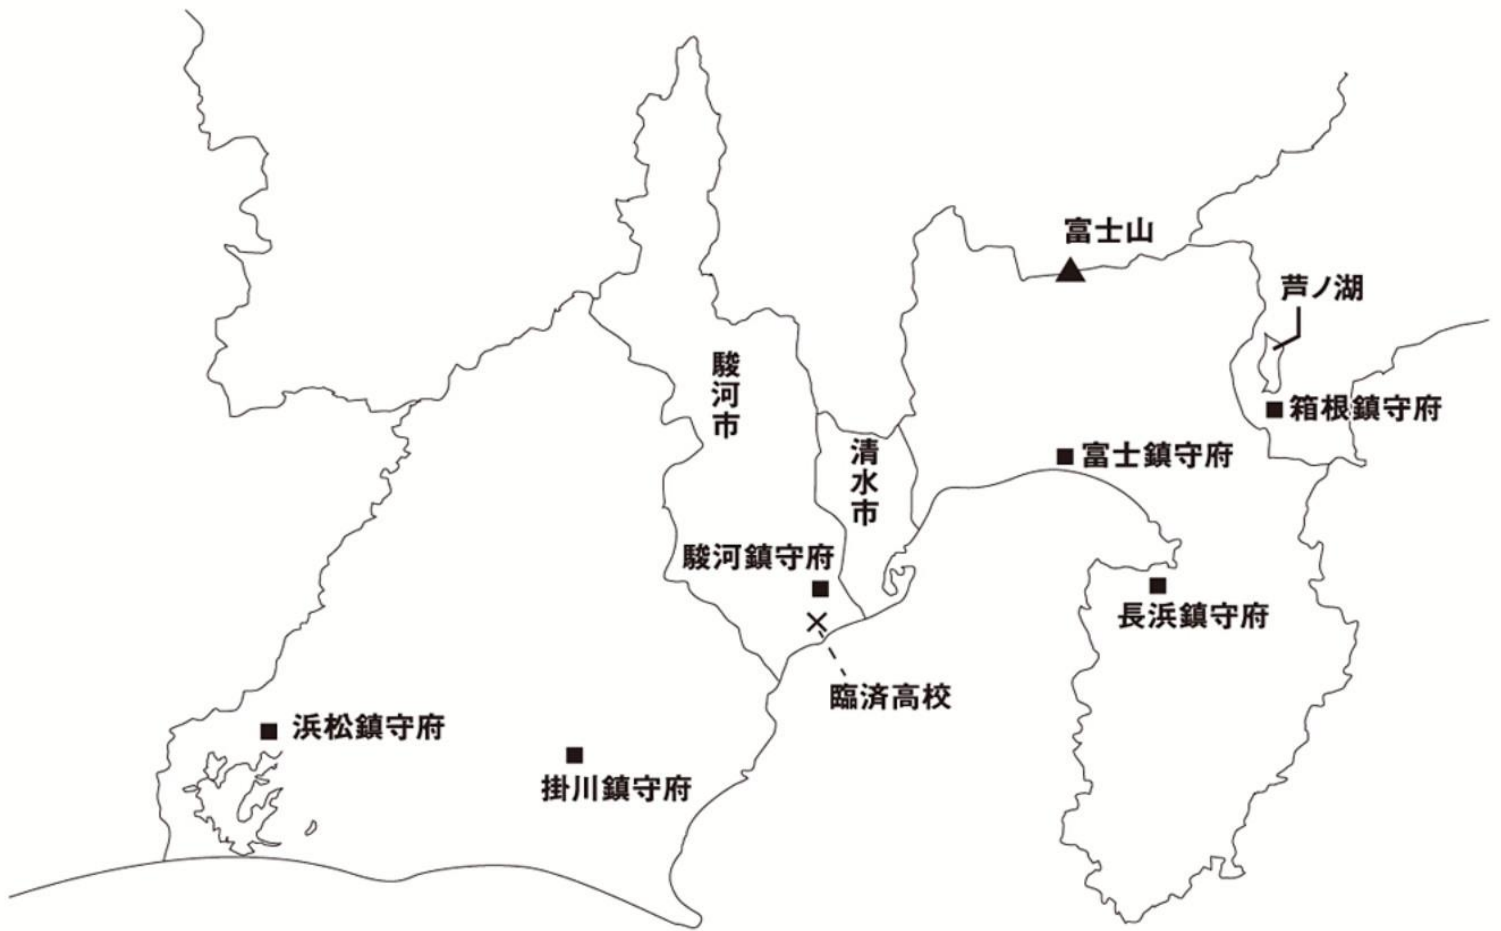 富士山
芦ノ湖
駿河市
箱根鎮守府
清水市
富士鎮守府
駿河鎮守府
長浜鎮守府
臨済高校
浜松鎮守府
掛川鎮守府